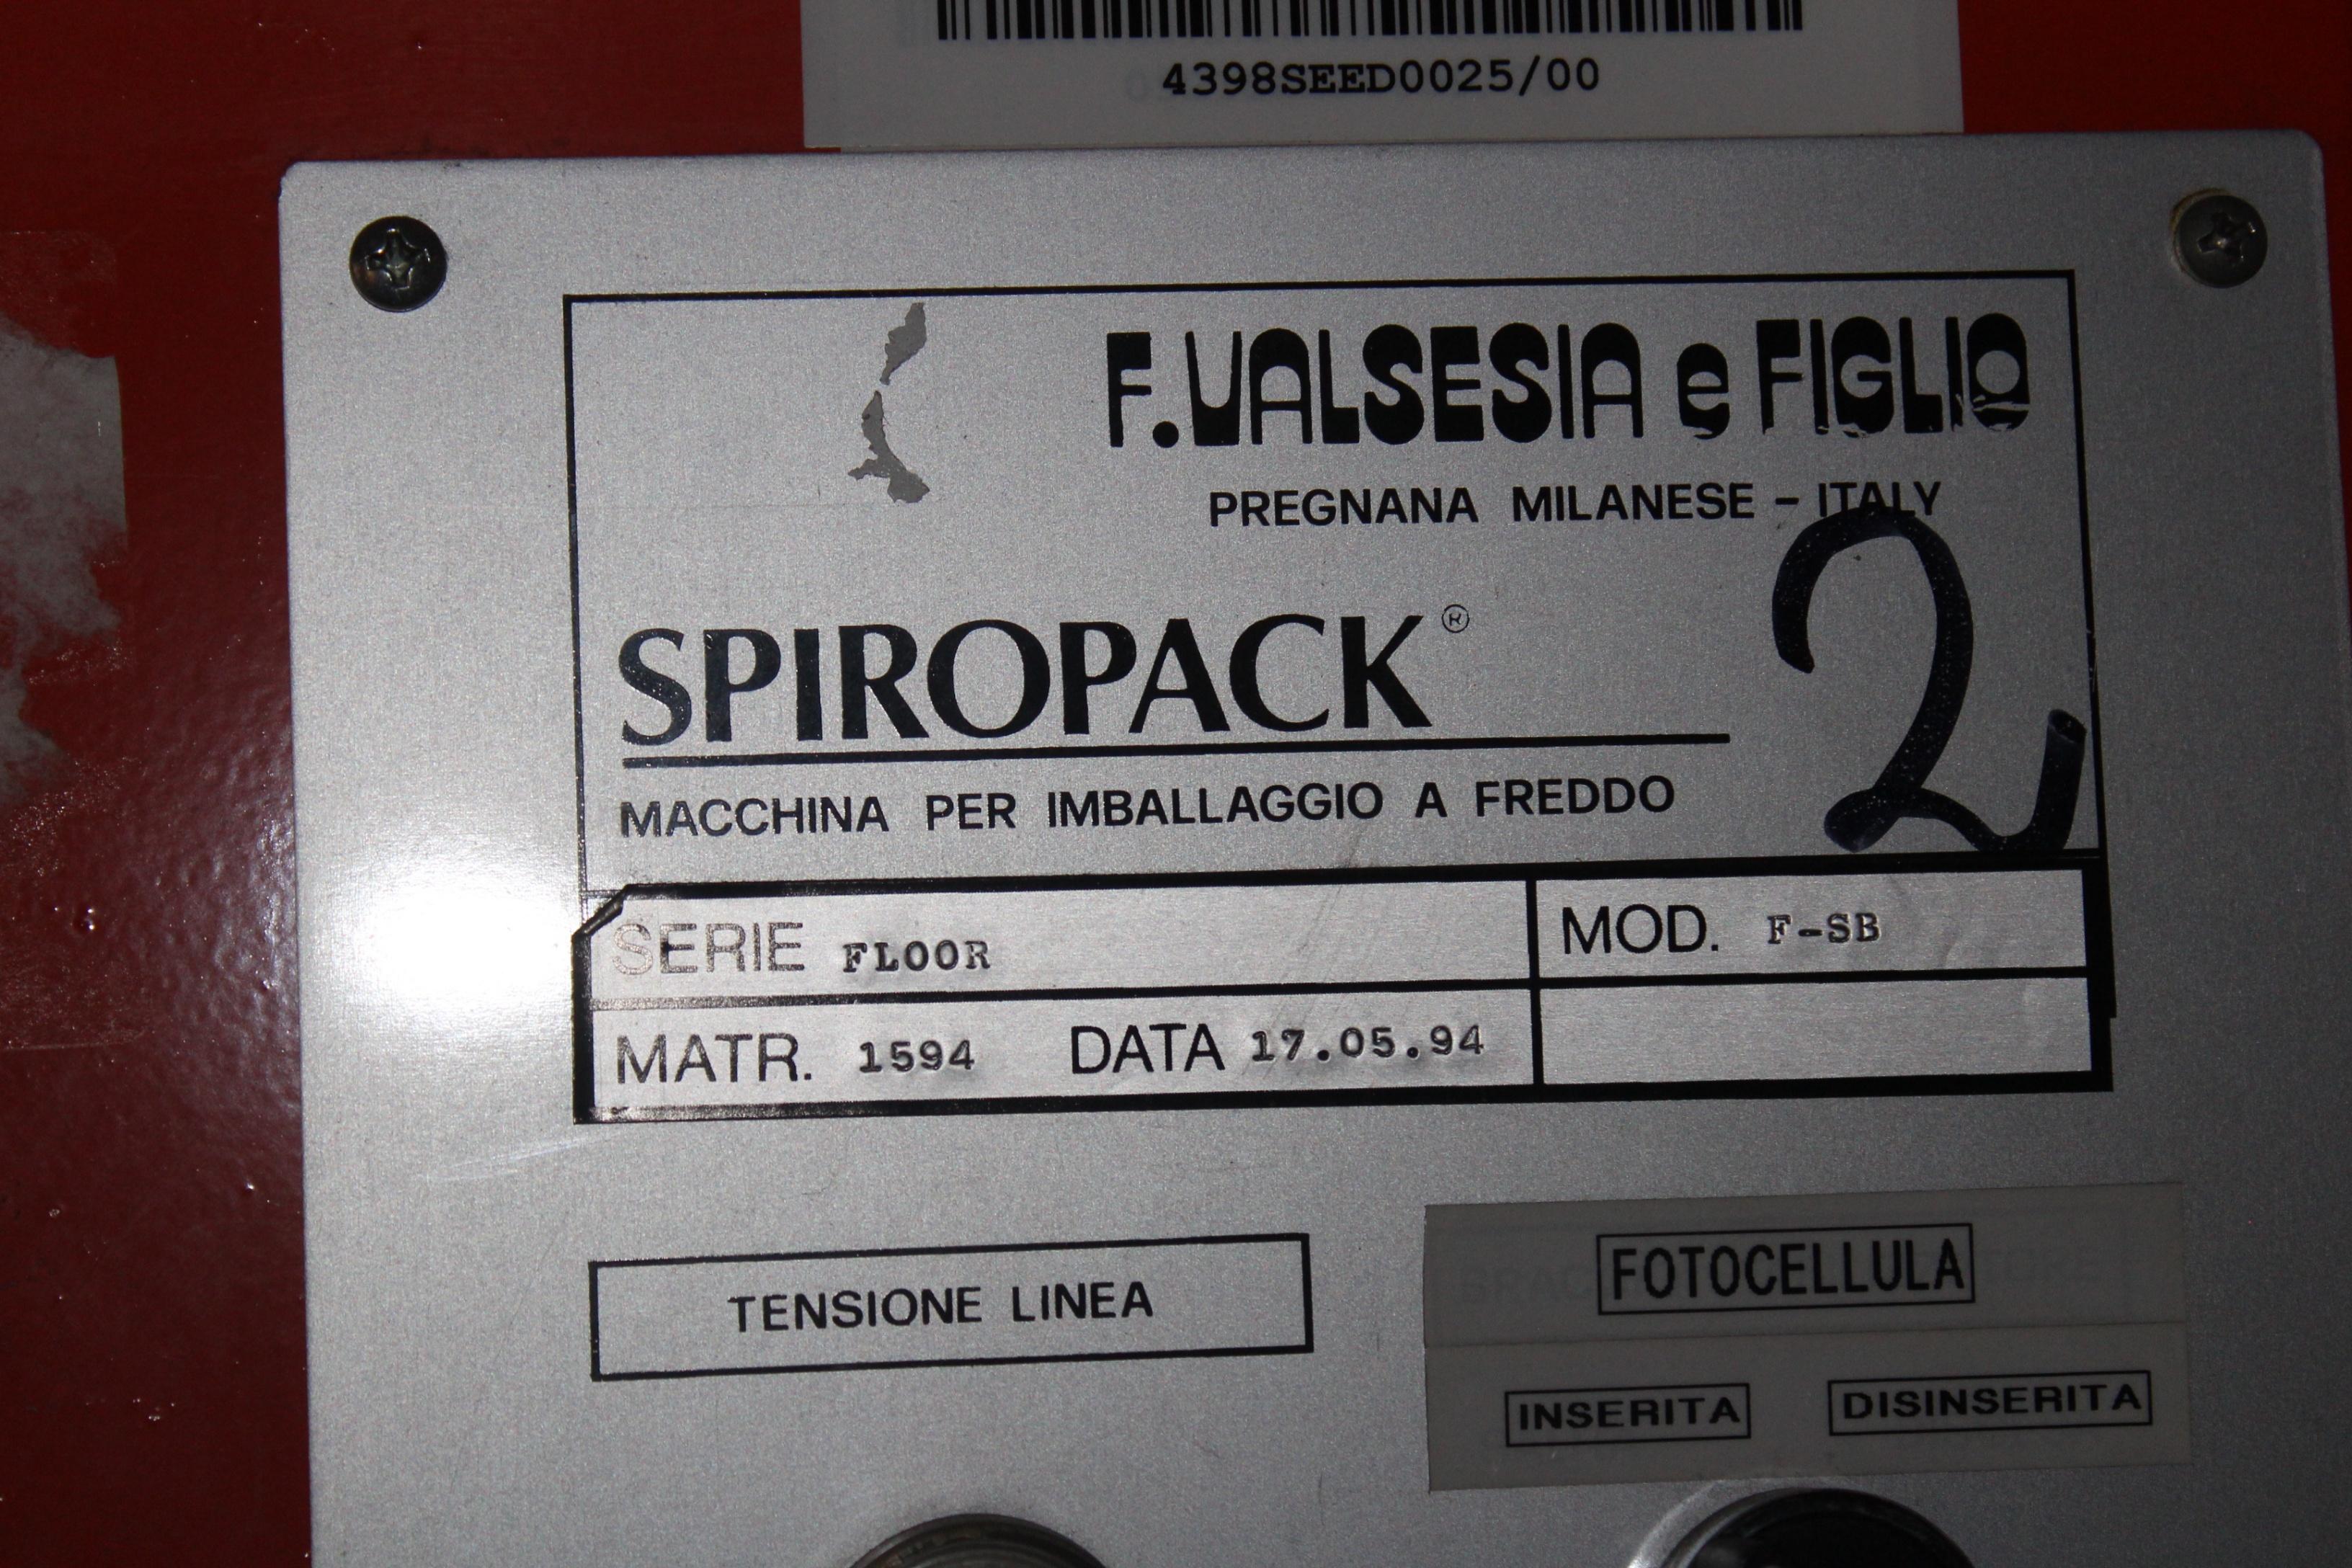 4398SEED0025/00
F. VALSESIA e FIGLIO
PREGNANA MILANESE - ITALY
SPIROPACK®
2
MACCHINA PER IMBALLAGGIO A FREDDO
SERIE FLOOR
MOD. F-SB
MATR. 1594 DATA 17.05.94
TENSIONE LINEA
FOTOCELLULA
INSERITA
DISINSERITA